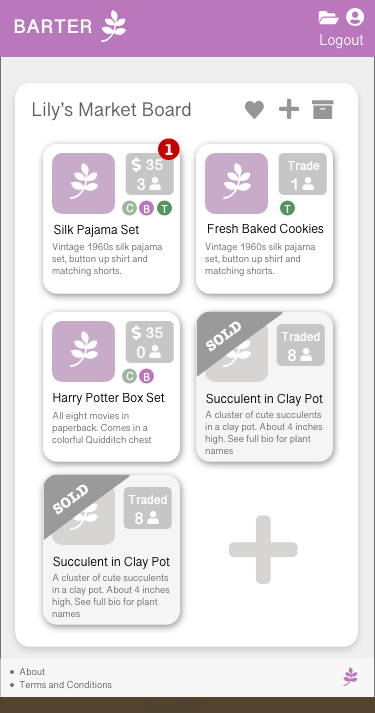 BARTER
Logout
Lily's Market Board
1
$ 35
3
C B T
Silk Pajama Set
Vintage 1960s silk pajama
set, button up shirt and
matching shorts.
Trade
1
T
Fresh Baked Cookies
Vintage 1960s silk pajama
set, button up shirt and
matching shorts.
$ 35
0
C B
Harry Potter Box Set
All eight movies in
paperback. Comes in a
colorful Quidditch chest
SOLD
Traded
8
Succulent in Clay Pot
A cluster of cute succulents
in a clay pot. About 4 inches
high. See full bio for plant
names
SOLD
Traded
8
Succulent in Clay Pot
A cluster of cute succulents
in a clay pot. About 4 inches
high. See full bio for plant
names
• About
• Terms and Conditions